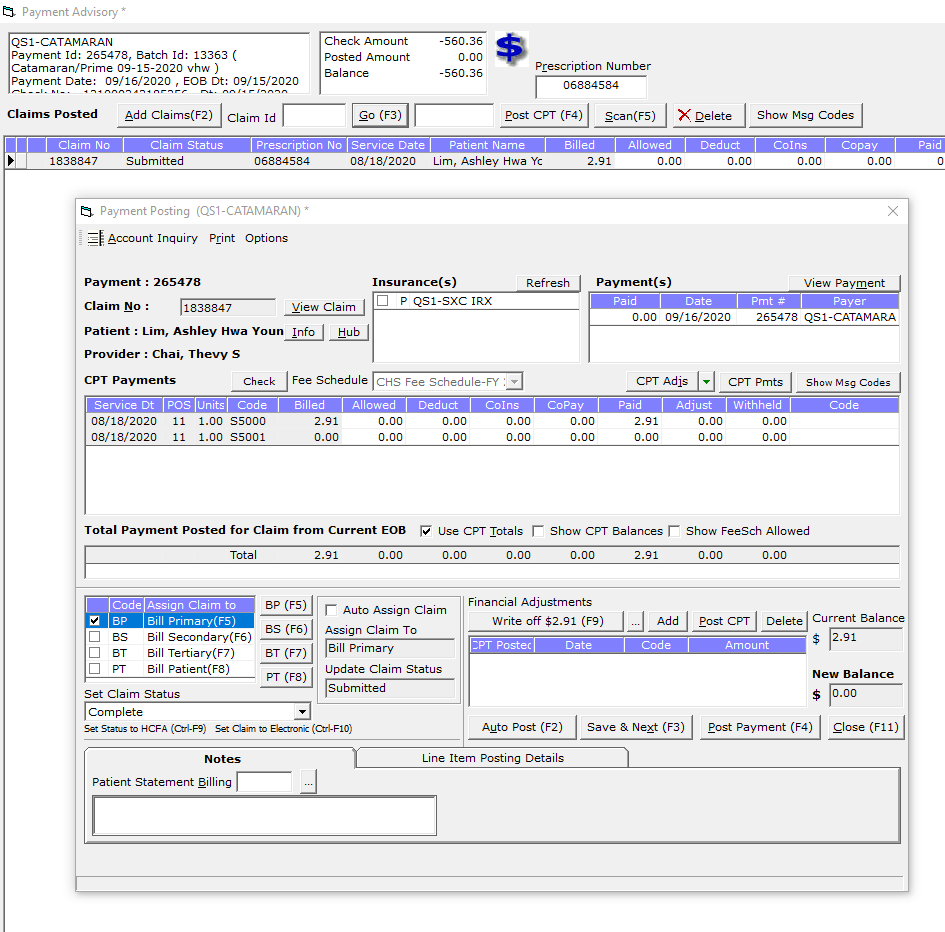 Payment Advisory *
QS1-CATAMARAN
Payment Id: 265478, Batch Id: 13363 (
Catamaran/Prime 09-15-2020 vhw )
Payment Date: 09/16/2020 , EOB Dt: 09/15/2020
Check Amount -560.36
Posted Amount 0.00
Balance -560.36
$
Prescription Number
06884584
Claims Posted Add Claims(F2) Claim Id Go (F3) Post CPT (F4) Scan(F5) Delete Show Msg Codes
Claim No Claim Status Prescription No Service Date Patient Name Billed Allowed Deduct CoIns Copay Paid
1838847 Submitted 06884584 08/18/2020 Lim, Ashley Hwa Yo 2.91 0.00 0.00 0.00 0.00 0
Payment Posting (QS1-CATAMARAN) *
Account Inquiry Print Options
Payment : 265478
Claim No : 1838847 View Claim
Patient : Lim, Ashley Hwa Youn Info Hub
Provider : Chai, Thevy S
Insurance(s) Refresh
P QS1-SXC IRX
Payment(s) View Payment
Paid Date Pmt # Payer
0.00 09/16/2020 265478 QS1-CATAMARA
CPT Payments Check Fee Schedule CHS Fee Schedule-FY CPT Adjs CPT Pmts Show Msg Codes
Service Dt POS Units Code Billed Allowed Deduct CoIns CoPay Paid Adjust Withheld Code
08/18/2020 11 1.00 S5000 2.91 0.00 0.00 0.00 0.00 2.91 0.00 0.00
08/18/2020 11 1.00 S5001 0.00 0.00 0.00 0.00 0.00 0.00 0.00 0.00
Total Payment Posted for Claim from Current EOB Use CPT Totals Show CPT Balances Show FeeSch Allowed
Total 2.91 0.00 0.00 0.00 0.00 2.91 0.00 0.00
Code Assign Claim to
BP Bill Primary(F5)
BS Bill Secondary(F6)
BT Bill Tertiary(F7)
PT Bill Patient(F8)
BP (F5)
BS (F6)
BT (F7)
PT (F8)
Auto Assign Claim
Assign Claim To
Bill Primary
Update Claim Status
Submitted
Set Claim Status
Complete
Set Status to HCFA (Ctrl-F9) Set Claim to Electronic (Ctrl-F10)
Financial Adjustments
Write off $2.91 (F9) ... Add Post CPT Delete
CPT Posted Date Code Amount
Current Balance
$ 2.91
New Balance
$ 0.00
Auto Post (F2) Save & Next (F3) Post Payment (F4) Close (F11)
Notes Line Item Posting Details
Patient Statement Billing ...